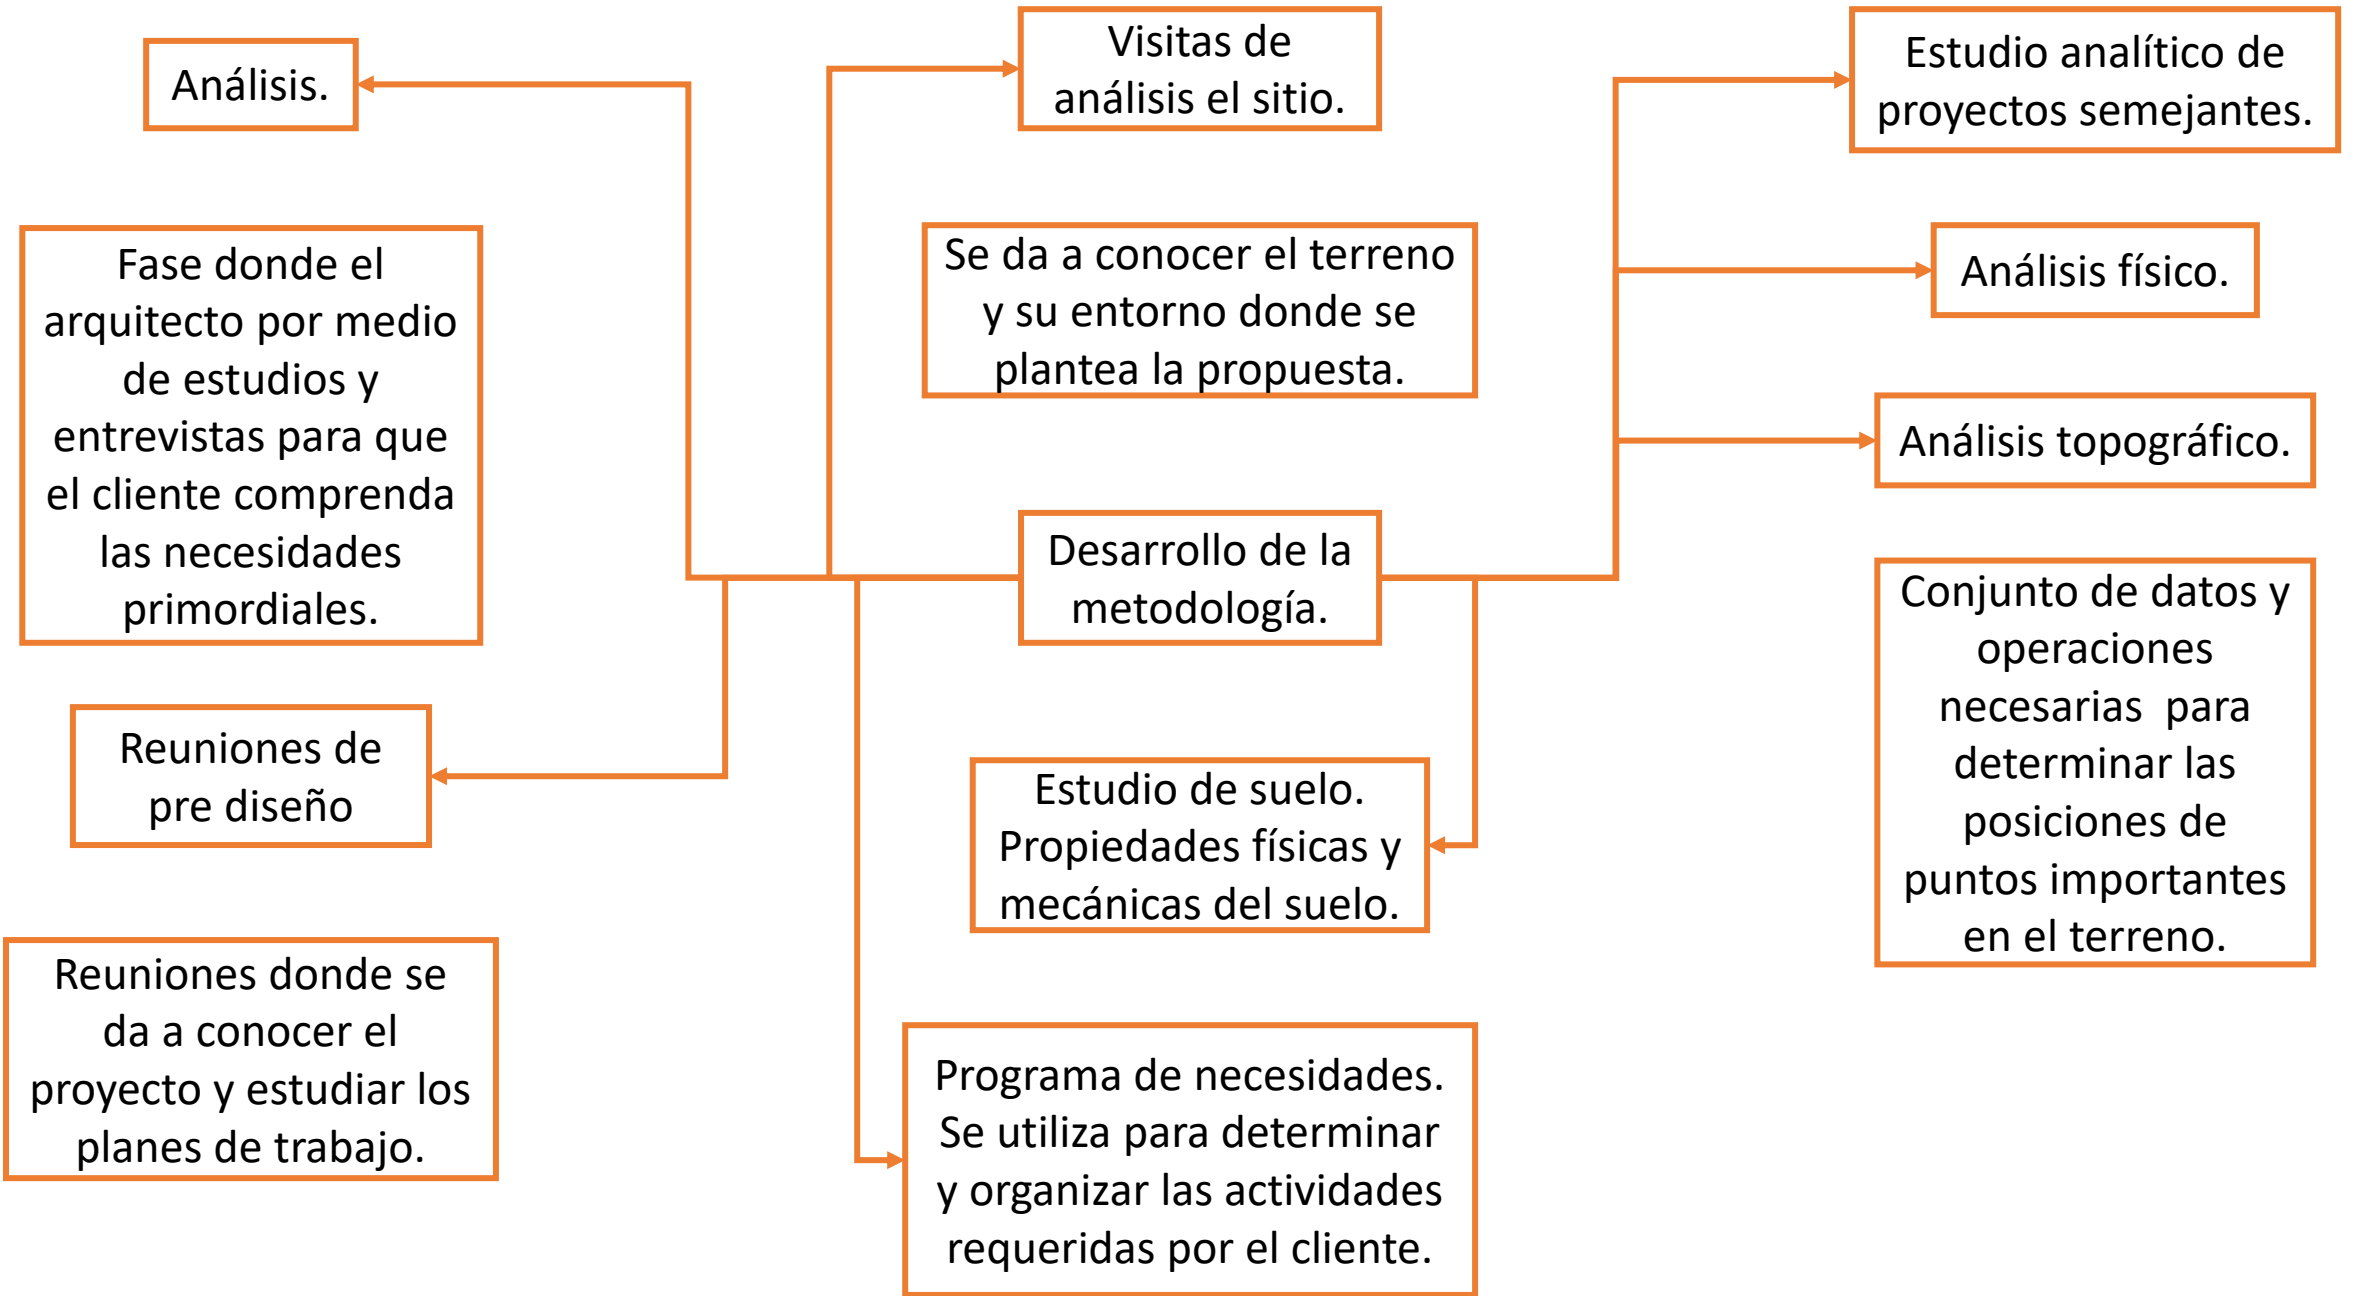 Análisis.
Fase donde el
arquitecto por medio
de estudios y
entrevistas para que
el cliente comprenda
las necesidades
primordiales.
Reuniones de
pre diseño
Reuniones donde se
da a conocer el
proyecto y estudiar los
planes de trabajo.
Visitas de
análisis el sitio.
Se da a conocer el terreno
y su entorno donde se
plantea la propuesta.
Desarrollo de la
metodología.
Estudio de suelo.
Propiedades físicas y
mecánicas del suelo.
Programa de necesidades.
Se utiliza para determinar
y organizar las actividades
requeridas por el cliente.
Estudio analítico de
proyectos semejantes.
Análisis físico.
Análisis topográfico.
Conjunto de datos y
operaciones
necesarias  para
determinar las
posiciones de
puntos importantes
en el terreno.